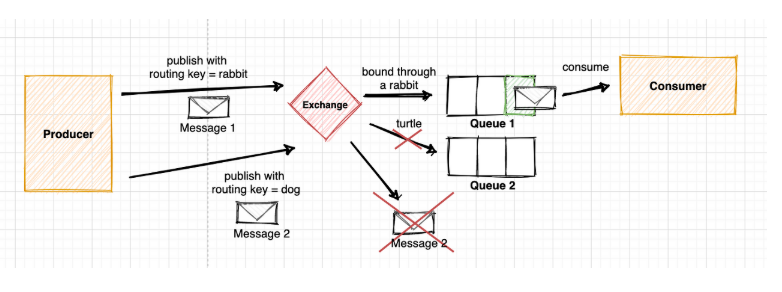 publish with
routing key = rabbit
Message 1
Producer
publish with
routing key = dog
Message 2
Exchange
bound through
a rabbit
turtle
Queue 1
Queue 2
Message 2
consume
Consumer